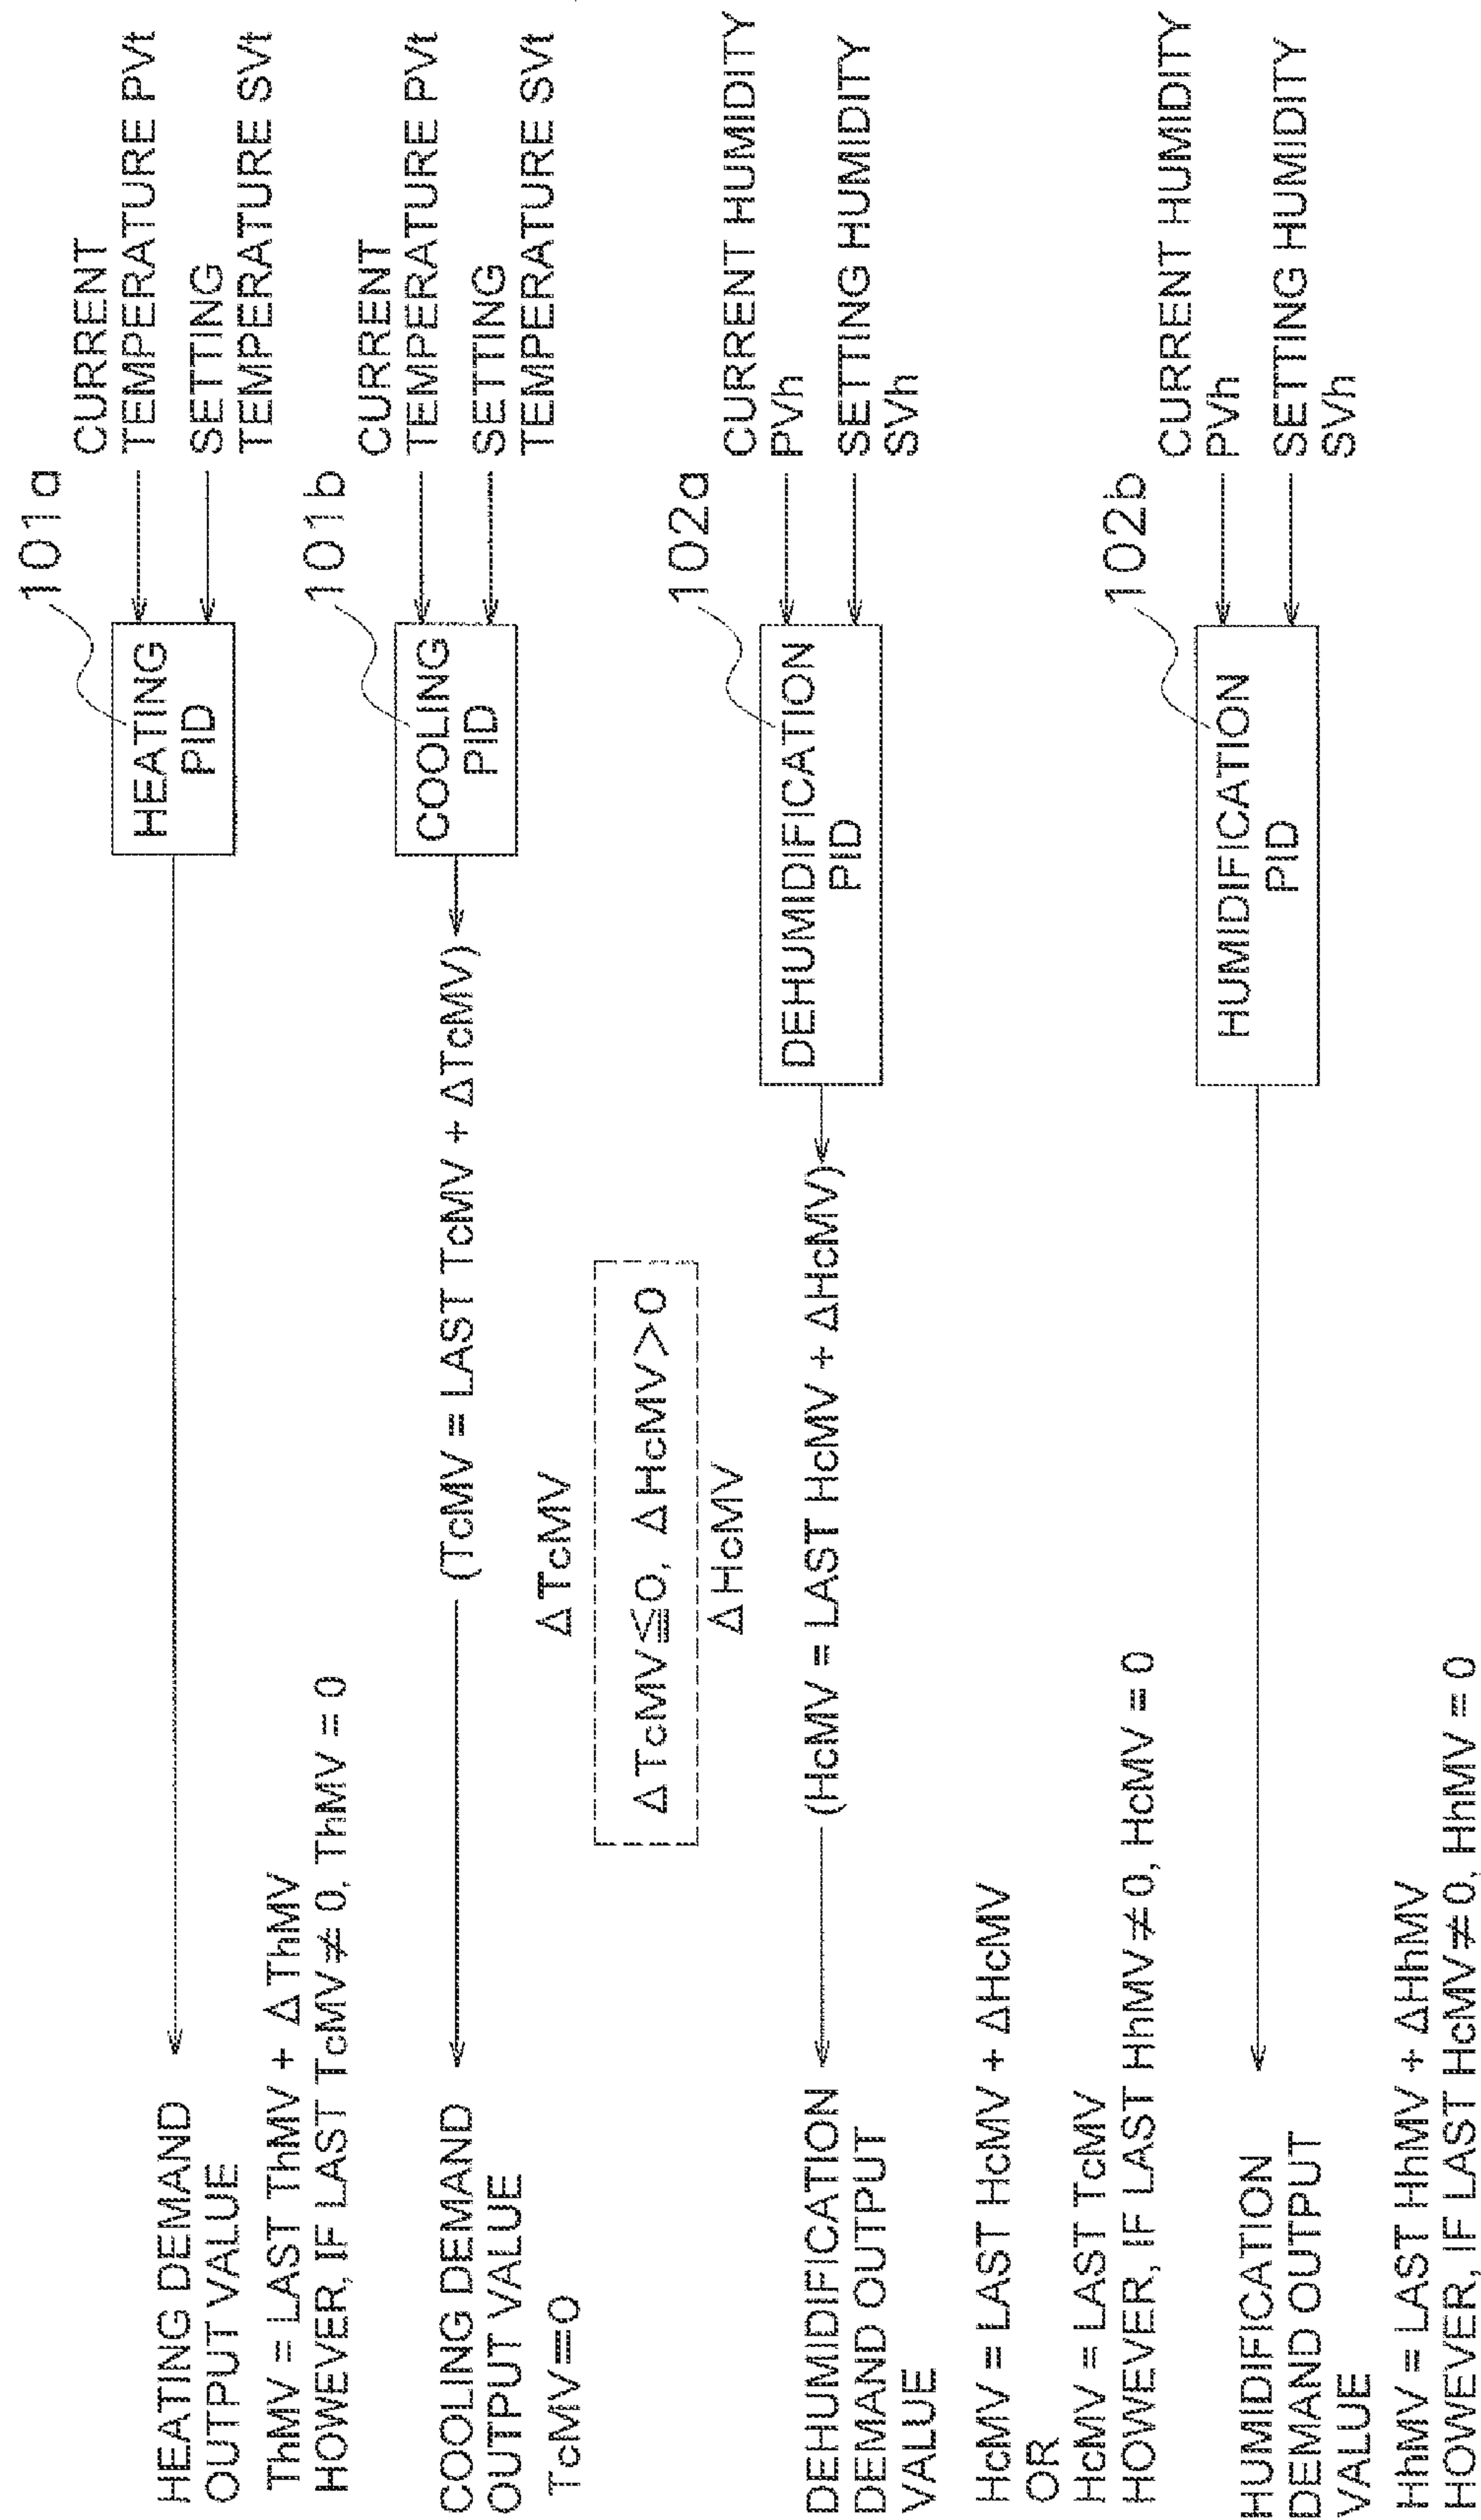 HEATING DEMAND
OUTPUT VALUE
ThMV = LAST ThMV + ΔThMV
HOWEVER, IF LAST TcMV≠0, ThMV = 0
HEATING
PID
101a
CURRENT
TEMPERATURE PVt
SETTING
TEMPERATURE SVt
COOLING DEMAND
OUTPUT VALUE
TcMV=0
(TcMV = LAST TcMV + ΔTcMV)
COOLING
PID
101b
CURRENT
TEMPERATURE PVt
SETTING
TEMPERATURE SVt
ΔTcMV
ΔTcMV≦0, ΔHcMV>0
ΔHcMV
DEHUMIDIFICATION
DEMAND OUTPUT
VALUE
HcMV = LAST HcMV + ΔHcMV
OR
HcMV = LAST TcMV
HOWEVER, IF LAST HhMV≠0, HcMV = 0
(HcMV = LAST HcMV + ΔHcMV)
DEHUMIDIFICATION
PID
102a
CURRENT HUMIDITY
PVh
SETTING HUMIDITY
SVh
HUMIDIFICATION
DEMAND OUTPUT
VALUE
HhMV = LAST HhMV + ΔHhMV
HOWEVER, IF LAST HcMV≠0, HhMV = 0
HUMIDIFICATION
PID
102b
CURRENT HUMIDITY
PVh
SETTING HUMIDITY
SVh